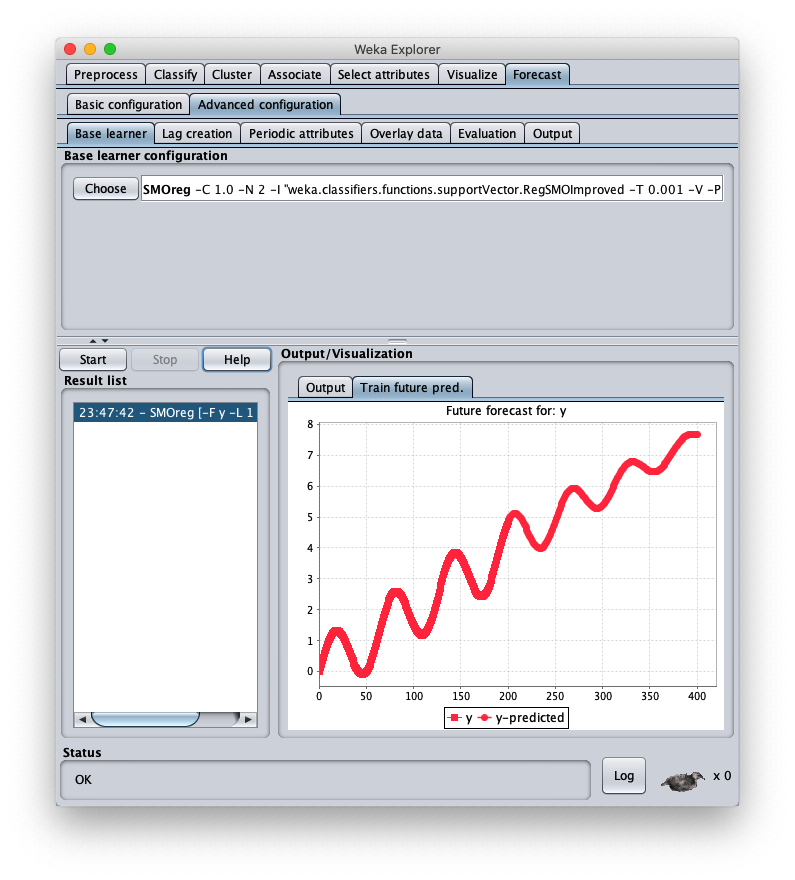 Weka Explorer
Preprocess Classify Cluster Associate Select attributes Visualize Forecast
Basic configuration Advanced configuration
Base learner Lag creation Periodic attributes Overlay data Evaluation Output
Base learner configuration
Choose SMOreg -C 1.0 -N 2 -I "weka.classifiers.functions.supportVector.RegSMOImproved -T 0.001 -V -P
Start Stop Help
Result list
23:47:42 - SMOreg [-F y -L 1
Output/Visualization
Output Train future pred.
Future forecast for: y
8
7
6
5
4
3
2
1
0
0 50 100 150 200 250 300 350 400
y y-predicted
Status
OK
Log
x 0